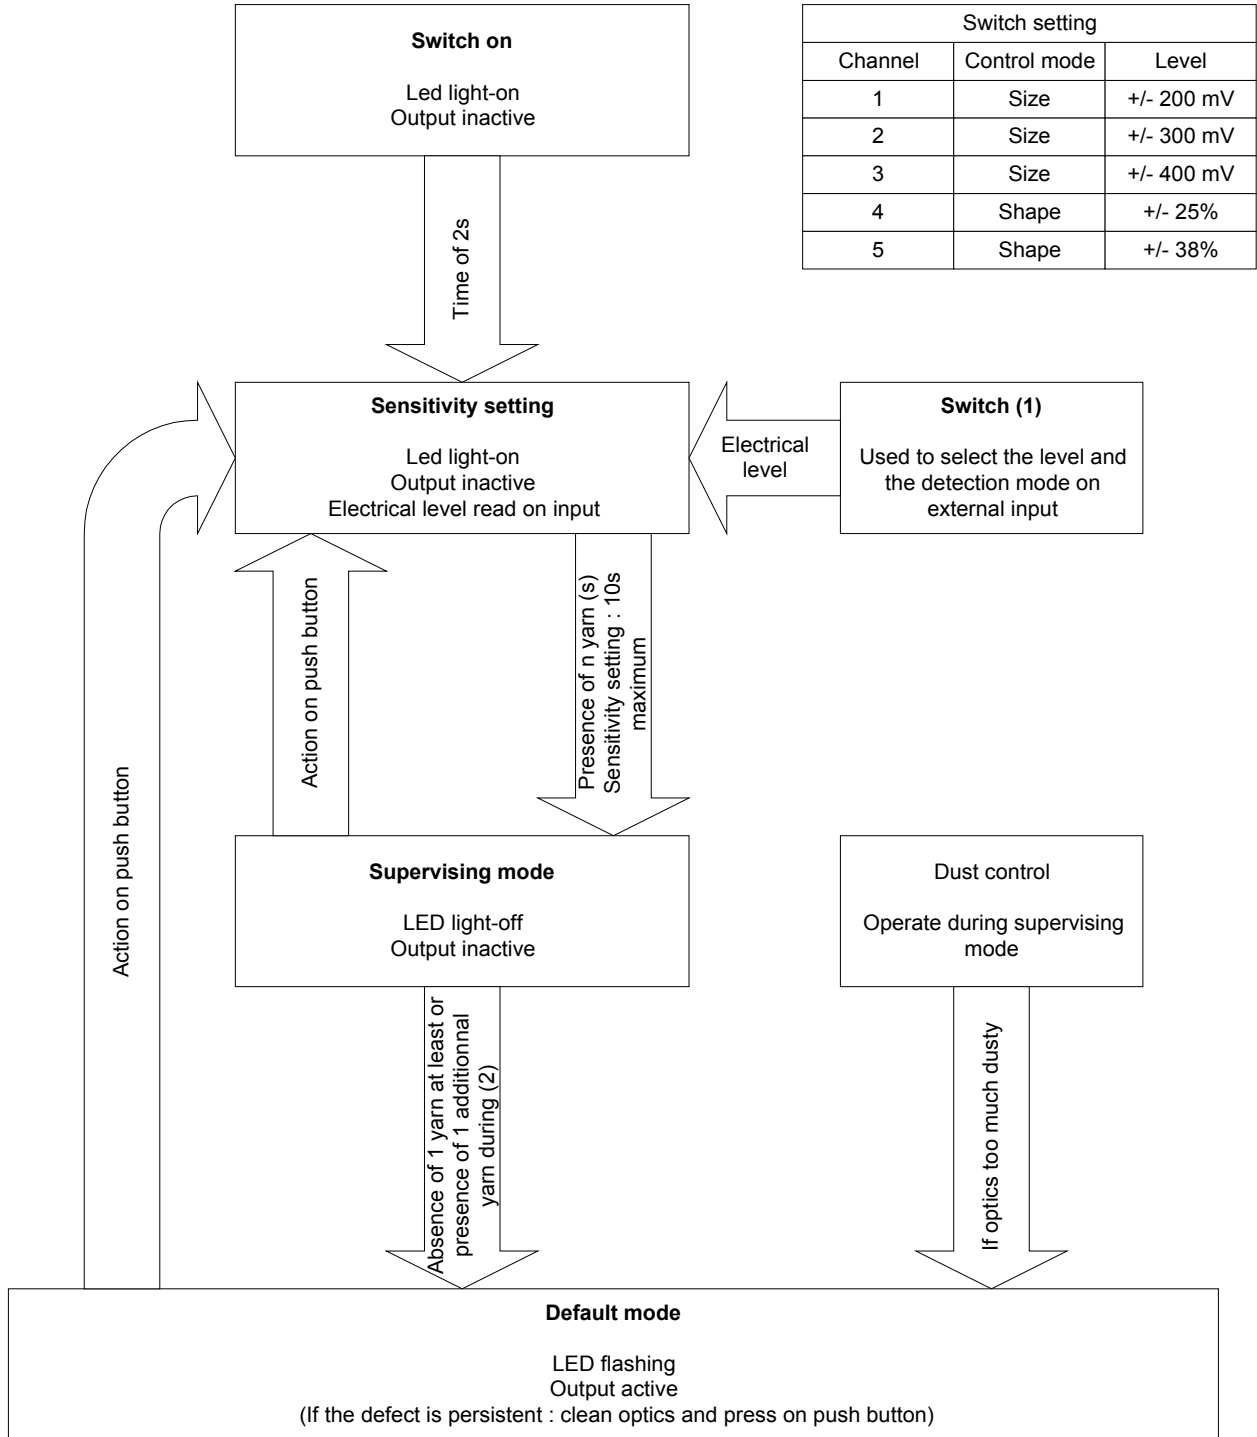 Switch on
Led light-on
Output inactive
Switch setting
Channel Control mode Level
1 Size +/- 200 mV
2 Size +/- 300 mV
3 Size +/- 400 mV
4 Shape +/- 25%
5 Shape +/- 38%
Time of 2s
Sensitivity setting
Led light-on
Output inactive
Electrical level read on input
Electrical
level
Switch (1)
Used to select the level and
the detection mode on
external input
Action on push button
Action on push button
Presence of n yarn (s)
Sensitivity setting : 10s
maximum
Supervising mode
LED light-off
Output inactive
Dust control
Operate during supervising
mode
Absence of 1 yarn at least or
presence of 1 additionnal
yarn during (2)
If optics too much dusty
Default mode
LED flashing
Output active
(If the defect is persistent : clean optics and press on push button)